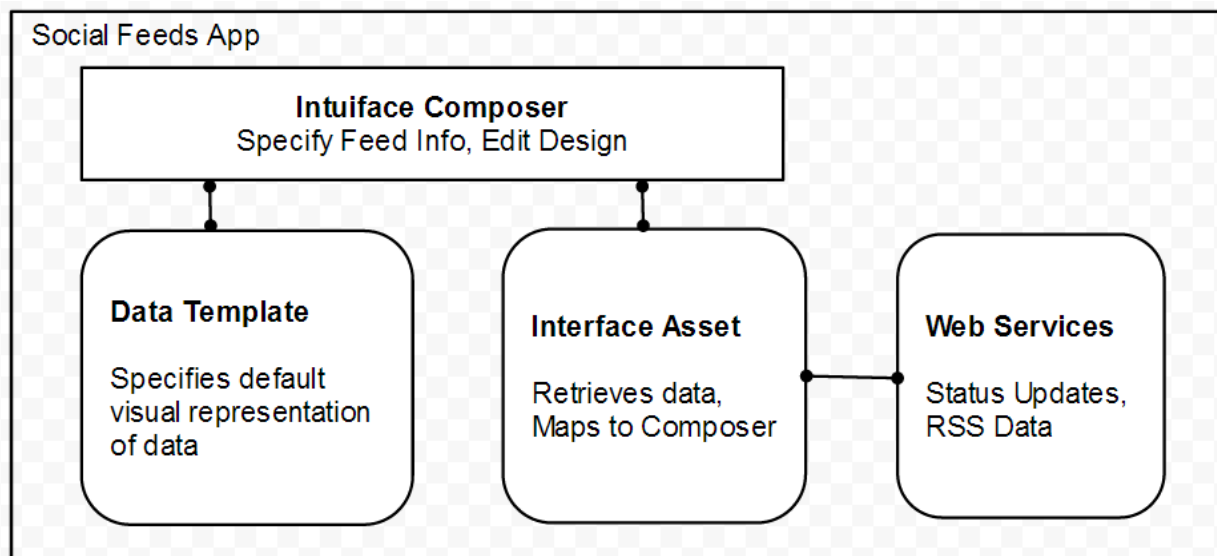 Social Feeds App
Intuiface Composer
Specify Feed Info, Edit Design
Data Template
Specifies default
visual representation
of data
Interface Asset
Retrieves data,
Maps to Composer
Web Services
Status Updates,
RSS Data